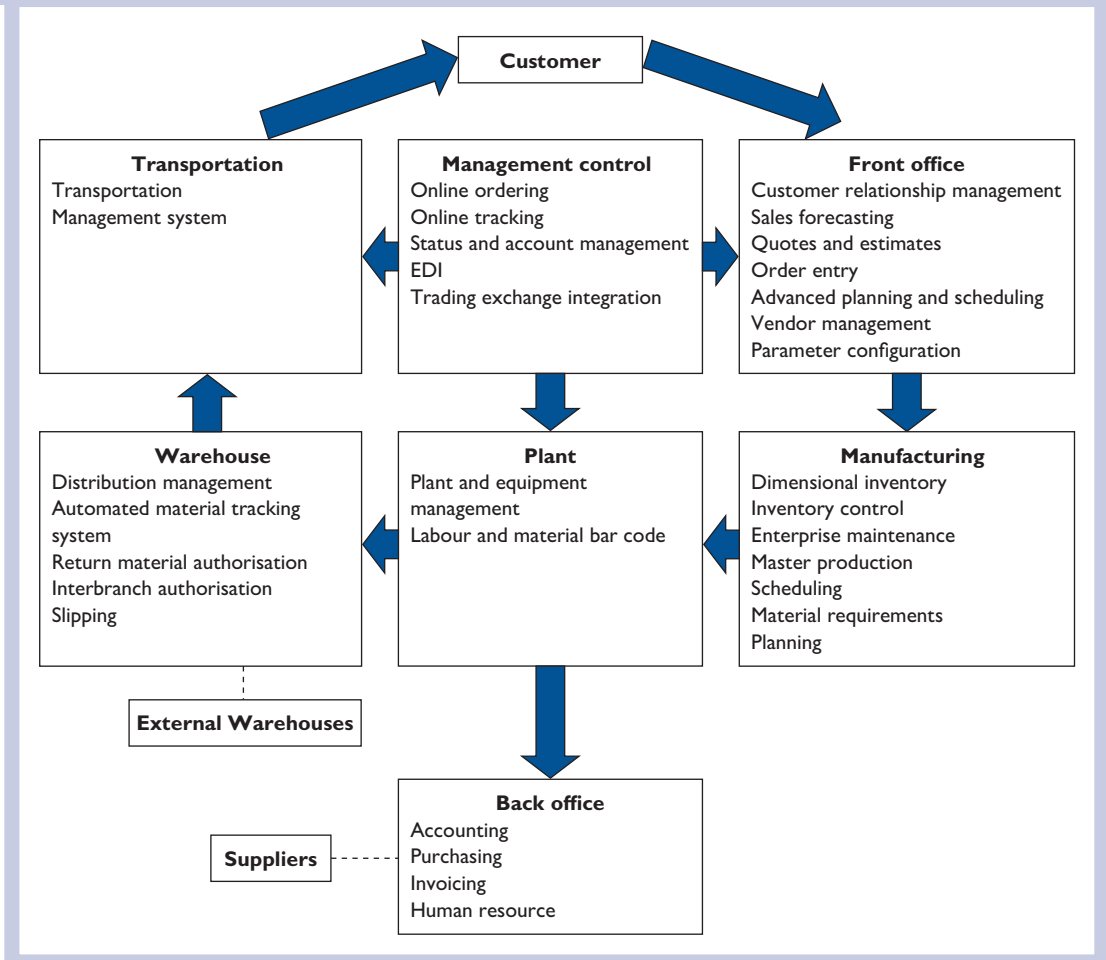 Customer
Transportation
Transportation
Management system
Management control
Online ordering
Online tracking
Status and account management
EDI
Trading exchange integration
Front office
Customer relationship management
Sales forecasting
Quotes and estimates
Order entry
Advanced planning and scheduling
Vendor management
Parameter configuration
Warehouse
Distribution management
Automated material tracking
system
Return material authorisation
Interbranch authorisation
Slipping
Plant
Plant and equipment
management
Labour and material bar code
Manufacturing
Dimensional inventory
Inventory control
Enterprise maintenance
Master production
Scheduling
Material requirements
Planning
External Warehouses
Back office
Accounting
Purchasing
Invoicing
Human resource
Suppliers